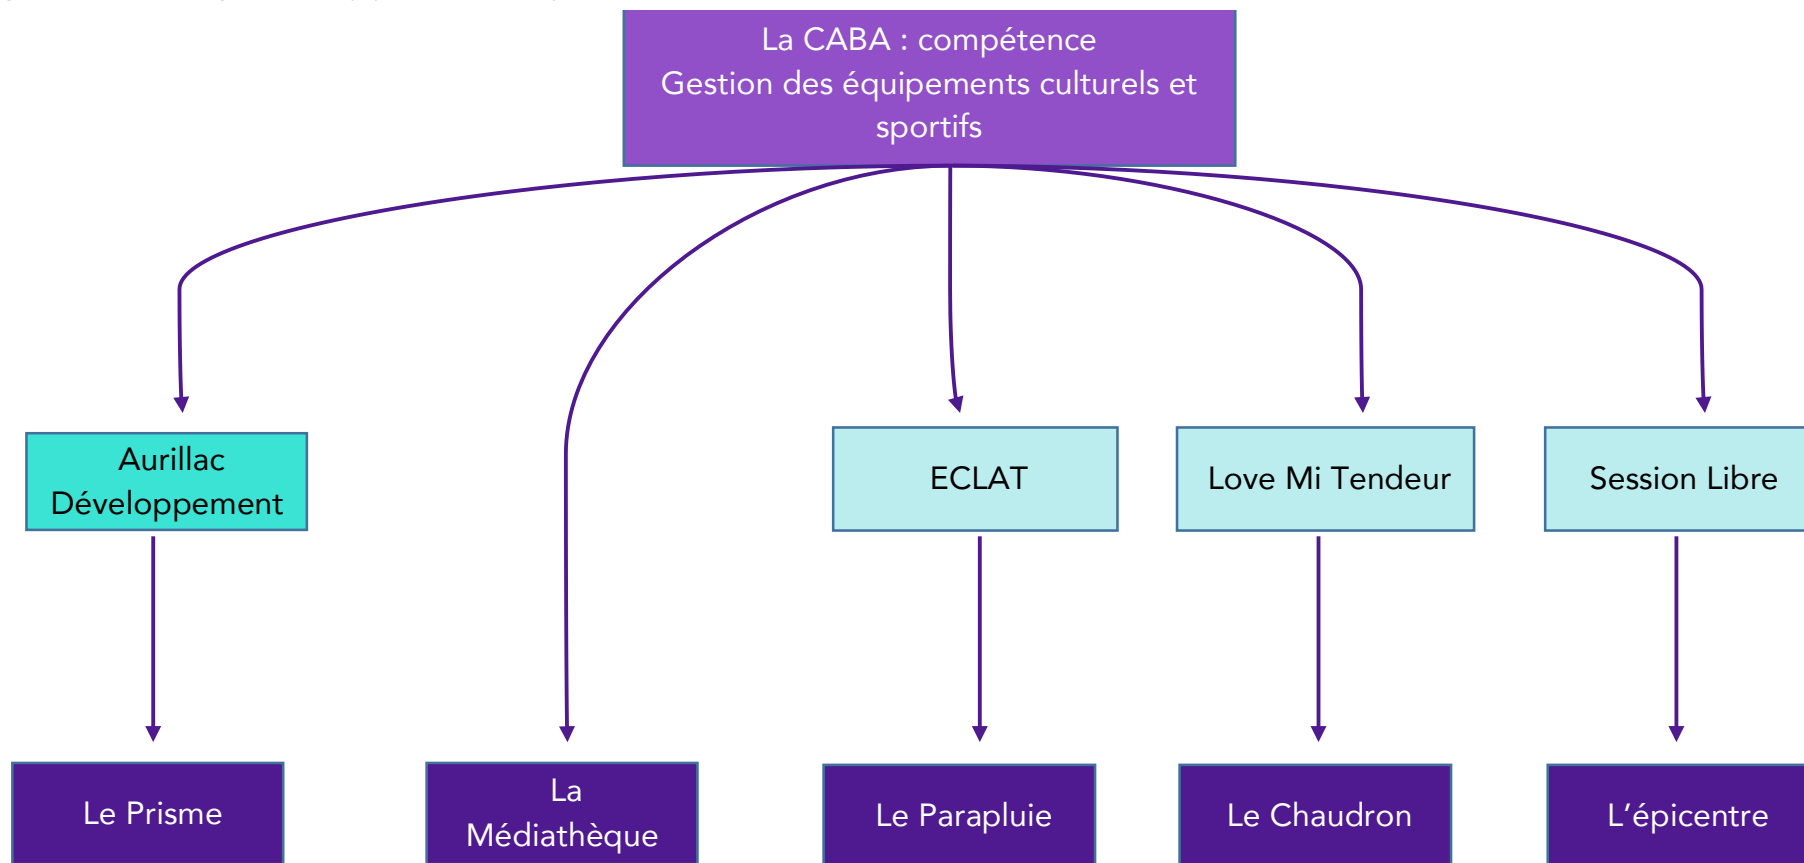 La CABA : compétence
Gestion des équipements culturels et
sportifs
Aurillac
Développement
ECLAT
Love Mi Tendeur
Session Libre
Le Prisme
La
Médiathèque
Le Parapluie
Le Chaudron
L’épicentre